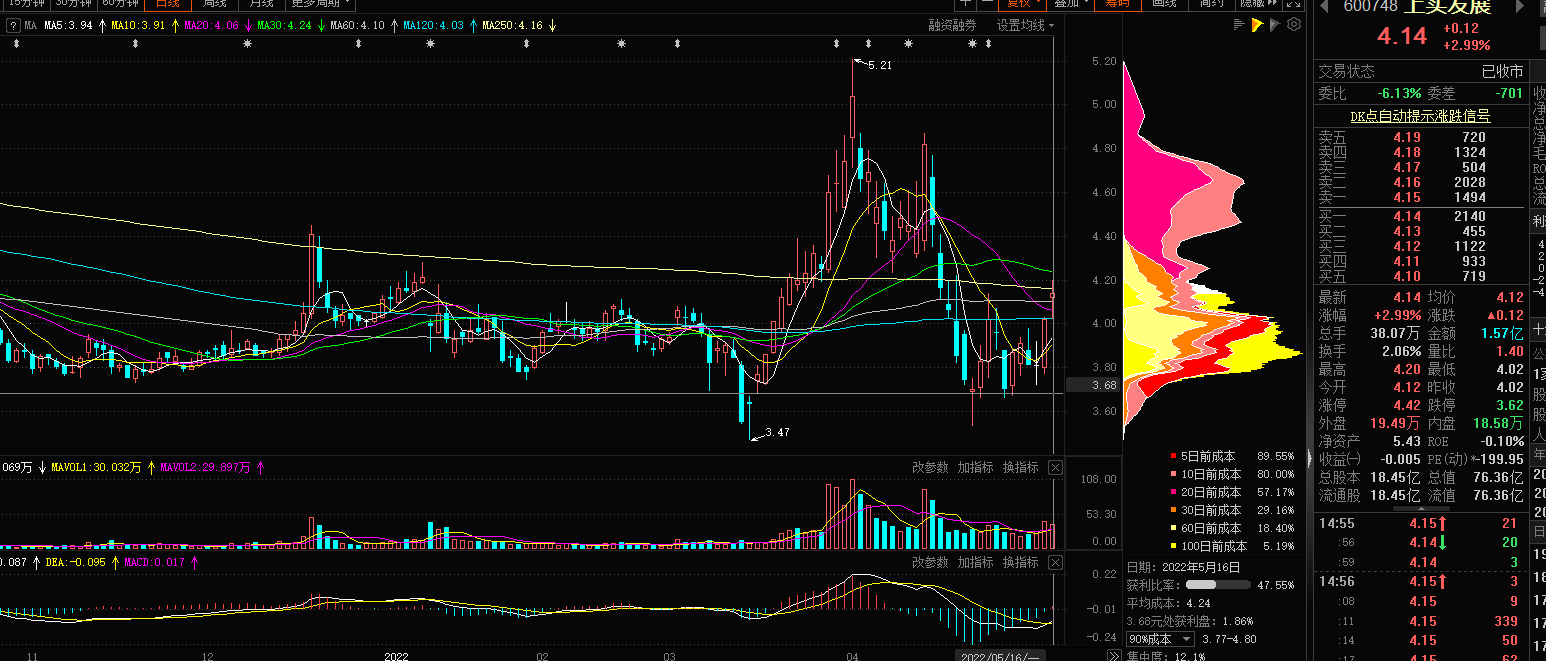 15分钟 30分钟 60分钟 日线 周线 月线 更多周期 复权 叠加 筹码 画线 简约 隐藏
? MA MA5:3.94 ↑ MA10:3.91 ↑ MA20:4.06 ↓ MA30:4.24 ↓ MA60:4.10 ↑ MA120:4.03 ↑ MA250:4.16 ↓
融资融券 设置均线
5.21
3.47
5.20
5.00
4.80
4.60
4.40
4.20
4.00
3.80
3.68
3.60
069万 ↓ MAVOL1:30.032万 ↑ MAVOL2:29.897万 ↑
改参数 加指标 换指标
108.00
53.30
0.00
0.087 ↑ DEA:-0.095 ↑ MACD:0.017 ↑
改参数 加指标 换指标
0.22
-0.01
-0.24
11 12 2022 02 03 04 2022/05/16/一
5日前成本 89.55%
10日前成本 80.00%
20日前成本 57.17%
30日前成本 29.16%
60日前成本 18.40%
100日前成本 5.19%
日期: 2022年5月16日
获利比率: 47.55%
平均成本: 4.24
3.68元处获利盘: 1.86%
90%成本 3.77-4.80
集中度: 12.1%
600748 上实发展
4.14 +0.12
+2.99%
交易状态 已收市
委比 -6.13% 委差 -701
DK点自动提示涨跌信号
卖五 4.19 720
卖四 4.18 1324
卖三 4.17 504
卖二 4.16 2028
卖一 4.15 1494
买一 4.14 2140
买二 4.13 455
买三 4.12 1122
买四 4.11 933
买五 4.10 719
最新 4.14 均价 4.12
涨幅 +2.99% 涨跌 ▲0.12
总手 38.07万 金额 1.57亿
换手 2.06% 量比 1.40
最高 4.20 最低 4.02
今开 4.12 昨收 4.02
涨停 4.42 跌停 3.62
外盘 19.49万 内盘 18.58万
净资产 5.43 ROE -0.10%
收益(一) -0.005 PE(动)*-199.95
总股本 18.45亿 总值 76.36亿
流通股 18.45亿 流值 76.36亿
14:55 4.15↑ 21
:56 4.14↓ 20
:59 4.14 3
14:56 4.15↑ 3
:08 4.15 9
:11 4.15 339
:14 4.15 50
:17 4.15 62